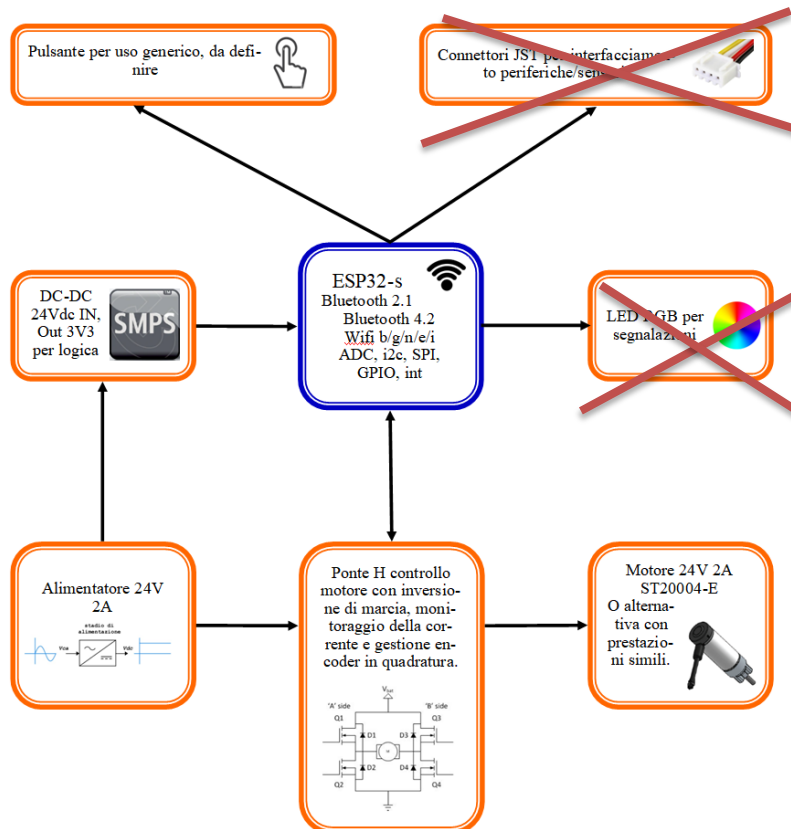 Pulsante per uso generico, da defi-
nire
Connettori JST per interfacciamen-
to periferiche/sens
ESP32-s
Bluetooth 2.1
Bluetooth 4.2
Wifi b/g/n/e/i
ADC, i2c, SPI,
GPIO, int
DC-DC
24Vdc IN,
Out 3V3
per logica
SMPS
LED RGB per
segnalazioni
Alimentatore 24V
2A
stadio di
alimentazione
Vca
Vdc
Ponte H controllo
motore con inversio-
ne di marcia, moni-
toraggio della cor-
rente e gestione en-
coder in quadratura.
Vbat
'A' side
'B' side
Q1
Q3
D1
D3
M
D2
D4
Q2
Q4
Motore 24V 2A
ST20004-E
O alterna-
tiva con
prestazio-
ni simili.